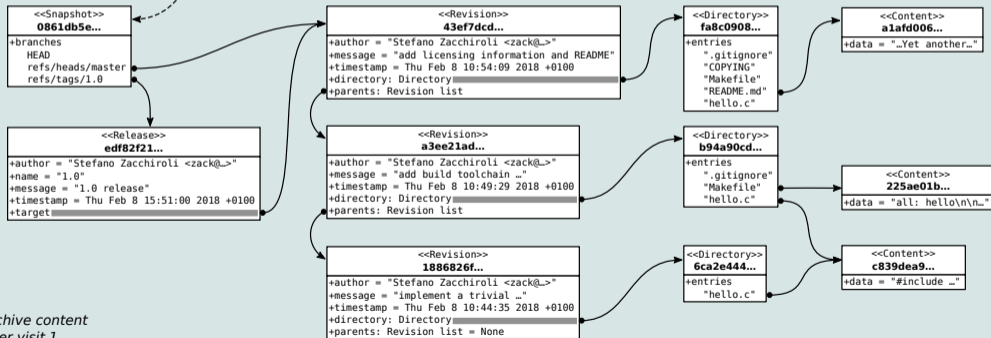 <<Snapshot>>
0861db5e...
+branches
HEAD
refs/heads/master
refs/tags/1.0
<<Release>>
edf82f21...
+author = "Stefano Zacchiroli <zack@…>"
+name = "1.0"
+message = "1.0 release"
+timestamp = Thu Feb 8 15:51:00 2018 +0100
+target
<<Revision>>
43ef7dcd...
+author = "Stefano Zacchiroli <zack@…>"
+message = "add licensing information and README"
+timestamp = Thu Feb 8 10:54:09 2018 +0100
+directory: Directory
+parents: Revision list
<<Revision>>
a3ee21ad...
+author = "Stefano Zacchiroli <zack@…>"
+message = "add build toolchain …"
+timestamp = Thu Feb 8 10:49:29 2018 +0100
+directory: Directory
+parents: Revision list
<<Revision>>
1886826f...
+author = "Stefano Zacchiroli <zack@…>"
+message = "implement a trivial …"
+timestamp = Thu Feb 8 10:44:35 2018 +0100
+directory: Directory
+parents: Revision list = None
<<Directory>>
fa8c0908...
+entries
".gitignore"
"COPYING"
"Makefile"
"README.md"
"hello.c"
<<Directory>>
b94a90cd...
+entries
".gitignore"
"Makefile"
"hello.c"
<<Directory>>
6ca2e444...
+entries
"hello.c"
<<Content>>
a1afd006...
+data = "…Yet another…"
<<Content>>
225ae01b...
+data = "all: hello\n\n…"
<<Content>>
c839dea9...
+data = "#include …"
chive content
er visit 1